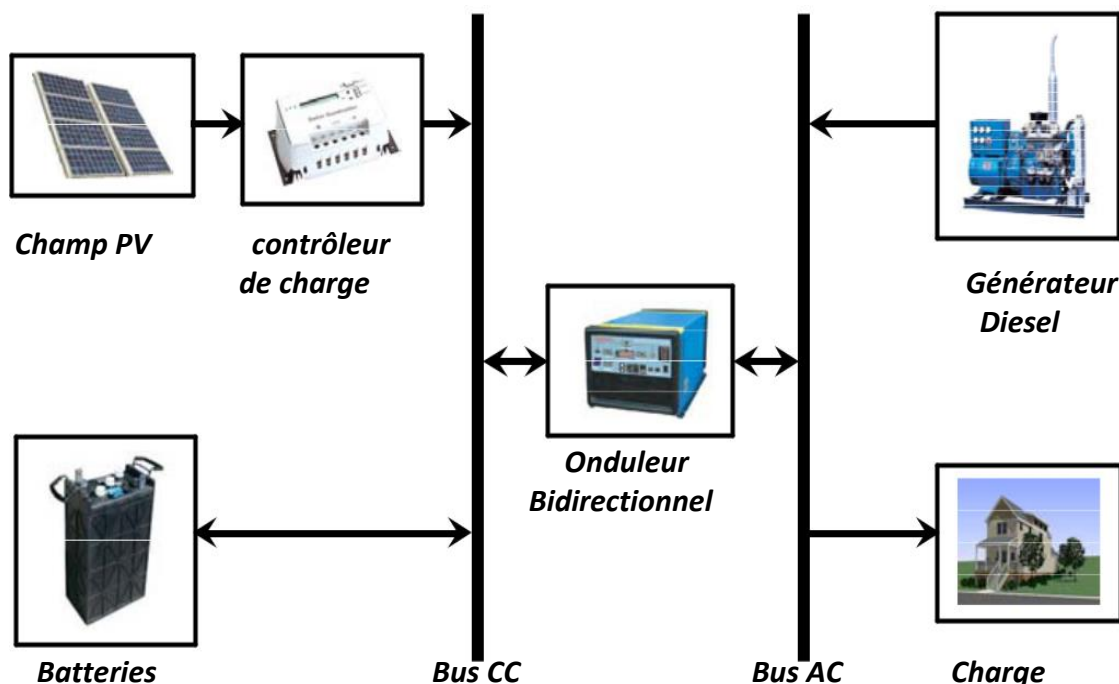 Champ PV
contrôleur
de charge
Générateur
Diesel
Onduleur
Bidirectionnel
Batteries
Bus CC
Bus AC
Charge